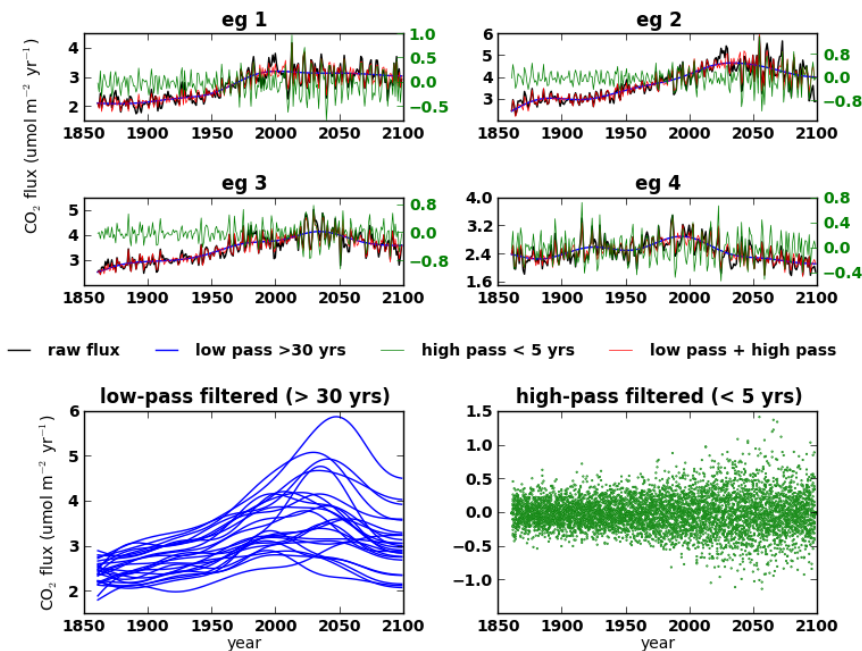 eg 1
eg 2
CO₂ flux (umol m⁻² yr⁻¹)
4
3
2
1.0
0.5
0.0
−0.5
1850 1900 1950 2000 2050 2100
6
5
4
3
0.8
0.0
−0.8
1850 1900 1950 2000 2050 2100
eg 3
eg 4
5
4
3
0.8
0.0
−0.8
1850 1900 1950 2000 2050 2100
4.0
3.2
2.4
1.6
0.8
0.4
0.0
−0.4
1850 1900 1950 2000 2050 2100
raw flux low pass >30 yrs high pass < 5 yrs low pass + high pass
low-pass filtered (> 30 yrs)
high-pass filtered (< 5 yrs)
CO₂ flux (umol m⁻² yr⁻¹)
6
5
4
3
2
1850 1900 1950 2000 2050 2100
year
1.5
1.0
0.5
0.0
−0.5
−1.0
1850 1900 1950 2000 2050 2100
year